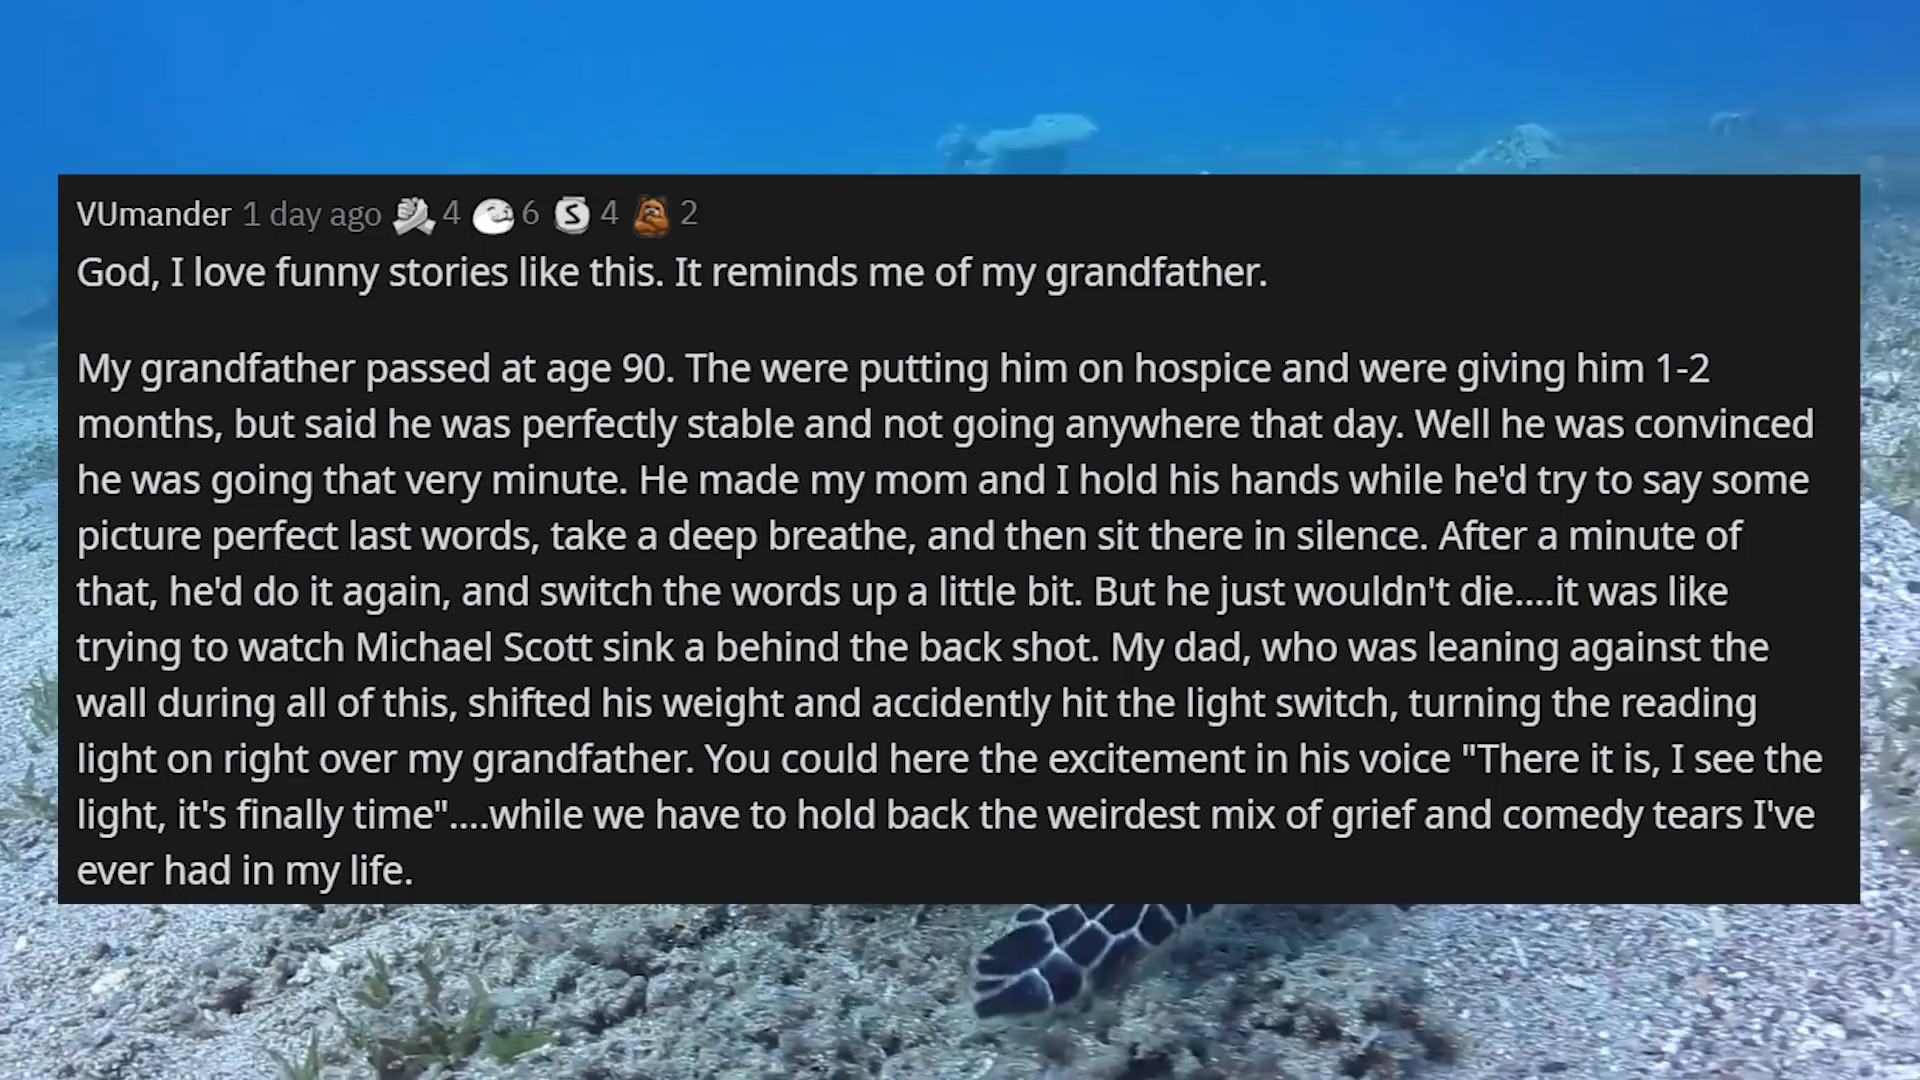 VUmander 1 day ago 4 6 S 4 2
God, I love funny stories like this. It reminds me of my grandfather.
My grandfather passed at age 90. The were putting him on hospice and were giving him 1-2
months, but said he was perfectly stable and not going anywhere that day. Well he was convinced
he was going that very minute. He made my mom and I hold his hands while he'd try to say some
picture perfect last words, take a deep breathe, and then sit there in silence. After a minute of
that, he'd do it again, and switch the words up a little bit. But he just wouldn't die....it was like
trying to watch Michael Scott sink a behind the back shot. My dad, who was leaning against the
wall during all of this, shifted his weight and accidently hit the light switch, turning the reading
light on right over my grandfather. You could here the excitement in his voice "There it is, I see the
light, it's finally time"....while we have to hold back the weirdest mix of grief and comedy tears I've
ever had in my life.